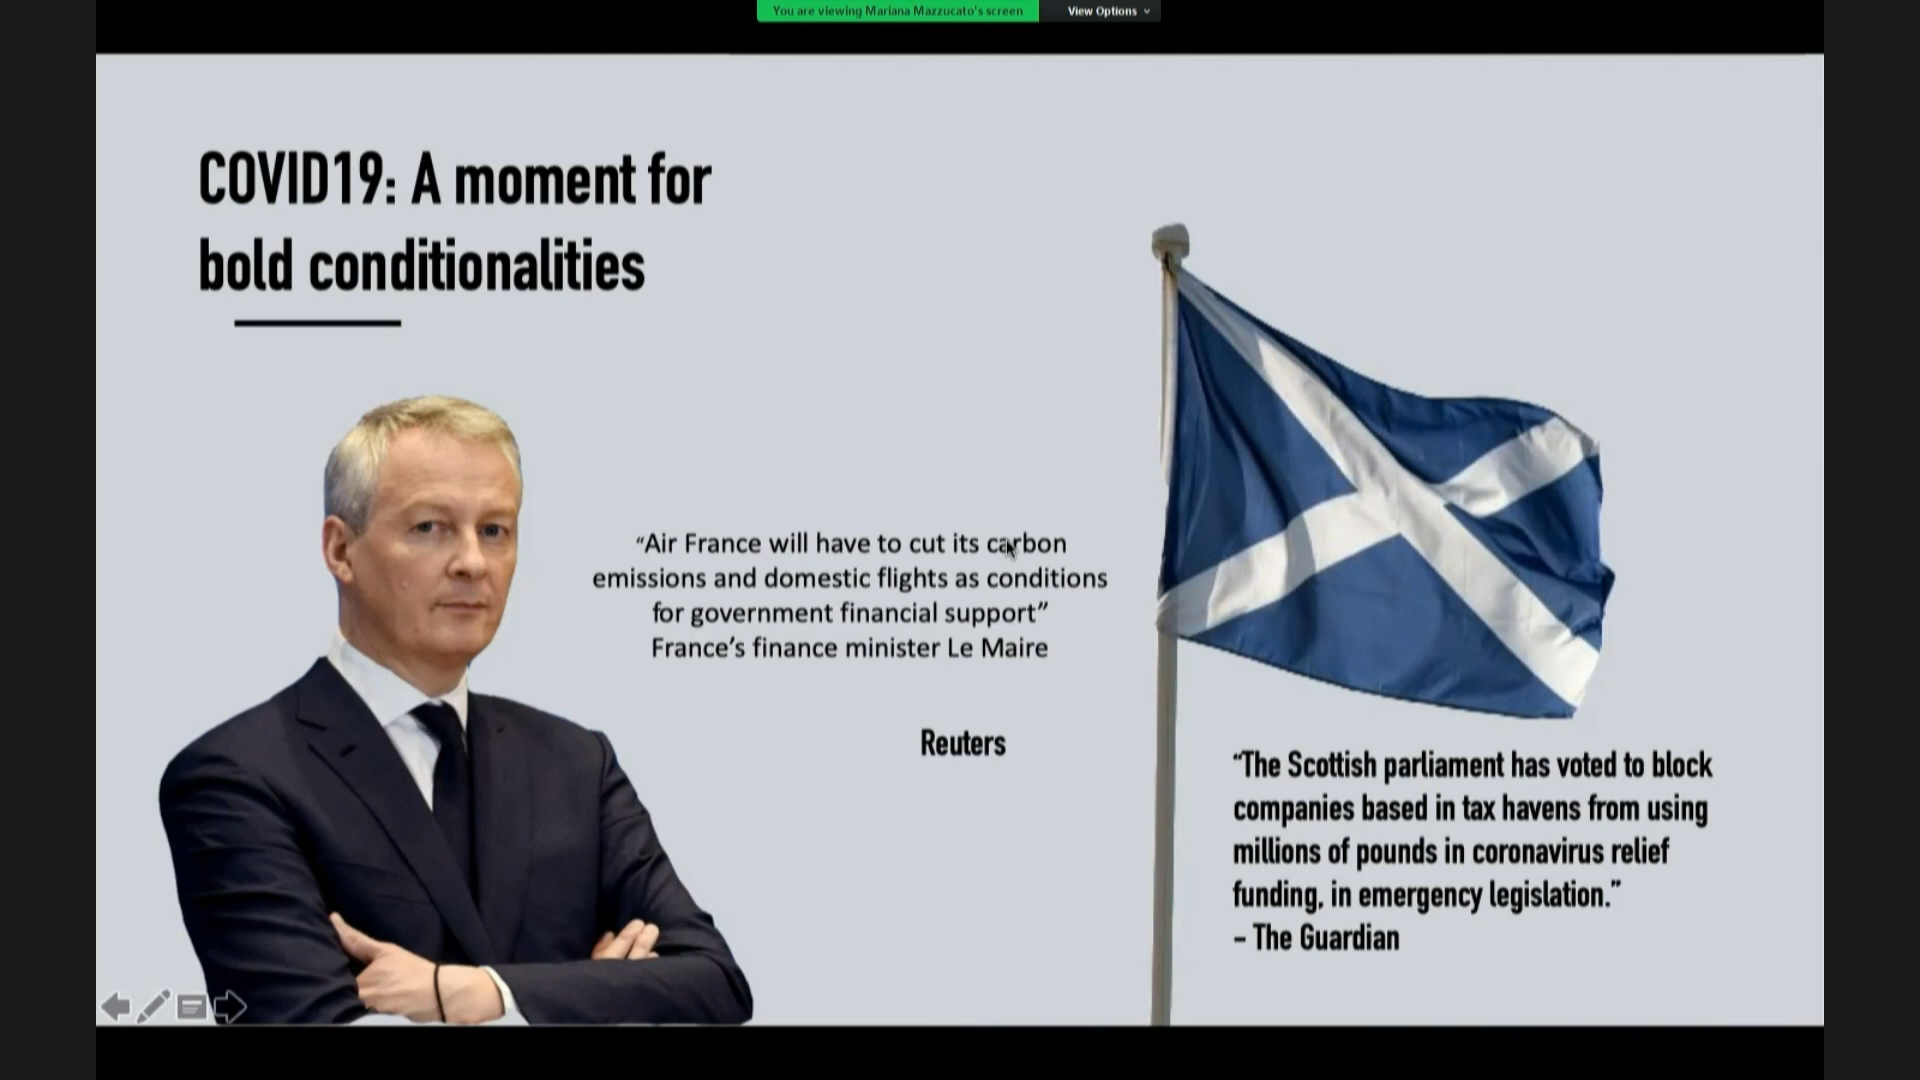 You are viewing Mariana Mazzucato's screen
View Options
COVID19: A moment for
bold conditionalities
“Air France will have to cut its carbon
emissions and domestic flights as conditions
for government financial support”
France’s finance minister Le Maire
Reuters
“The Scottish parliament has voted to block
companies based in tax havens from using
millions of pounds in coronavirus relief
funding, in emergency legislation.”
– The Guardian